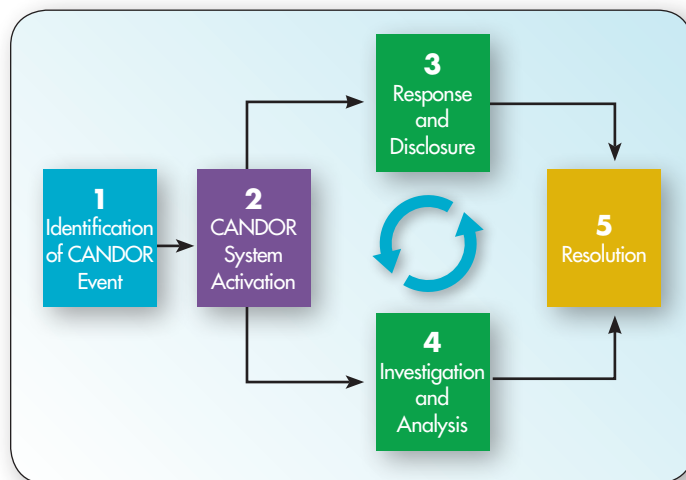 1
Identification
of CANDOR
Event
2
CANDOR
System
Activation
3
Response
and
Disclosure
4
Investigation
and
Analysis
5
Resolution